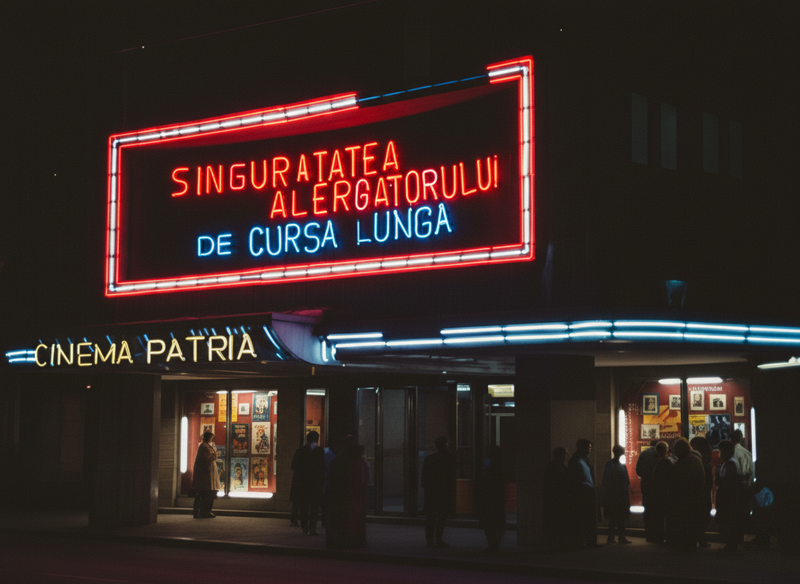 SINGURATATEA
ALERGATORULUI
DE CURSA LUNGA
CINEMA PATRIA